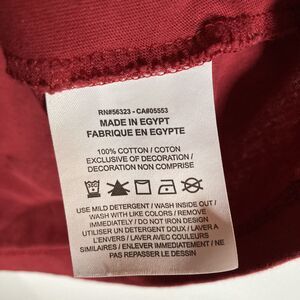 RN#56323 - CA#05553
MADE IN EGYPT
FABRIQUE EN EGYPTE
100% COTTON / COTON
EXCLUSIVE OF DECORATION /
DECORATION NON COMPRISE
USE MILD DETERGENT / WASH INSIDE OUT /
WASH WITH LIKE COLORS / REMOVE
IMMEDIATELY / DO NOT IRON DESIGN
UTILISER UN DETERGENT DOUX / LAVER A
L'ENVERS / LAVER AVEC COULEURS
SIMILAIRES / ENLEVER IMMEDIATEMENT / NE
PAS REPASSER LE DESSIN